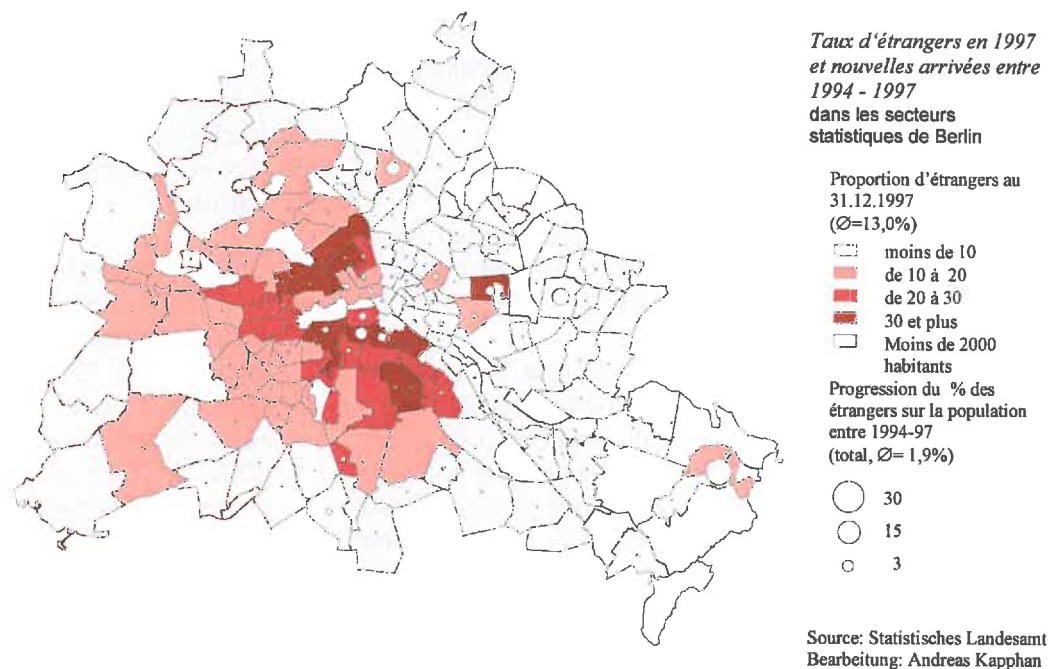 Taux d'étrangers en 1997
et nouvelles arrivées entre
1994 - 1997
dans les secteurs
statistiques de Berlin
Proportion d'étrangers au
31.12.1997
(Ø=13,0%)
moins de 10
de 10 à 20
de 20 à 30
30 et plus
Moins de 2000
habitants
Progression du % des
étrangers sur la population
entre 1994-97
(total, Ø= 1,9%)
30
15
3
Source: Statistisches Landesamt
Bearbeitung: Andreas Kapphan